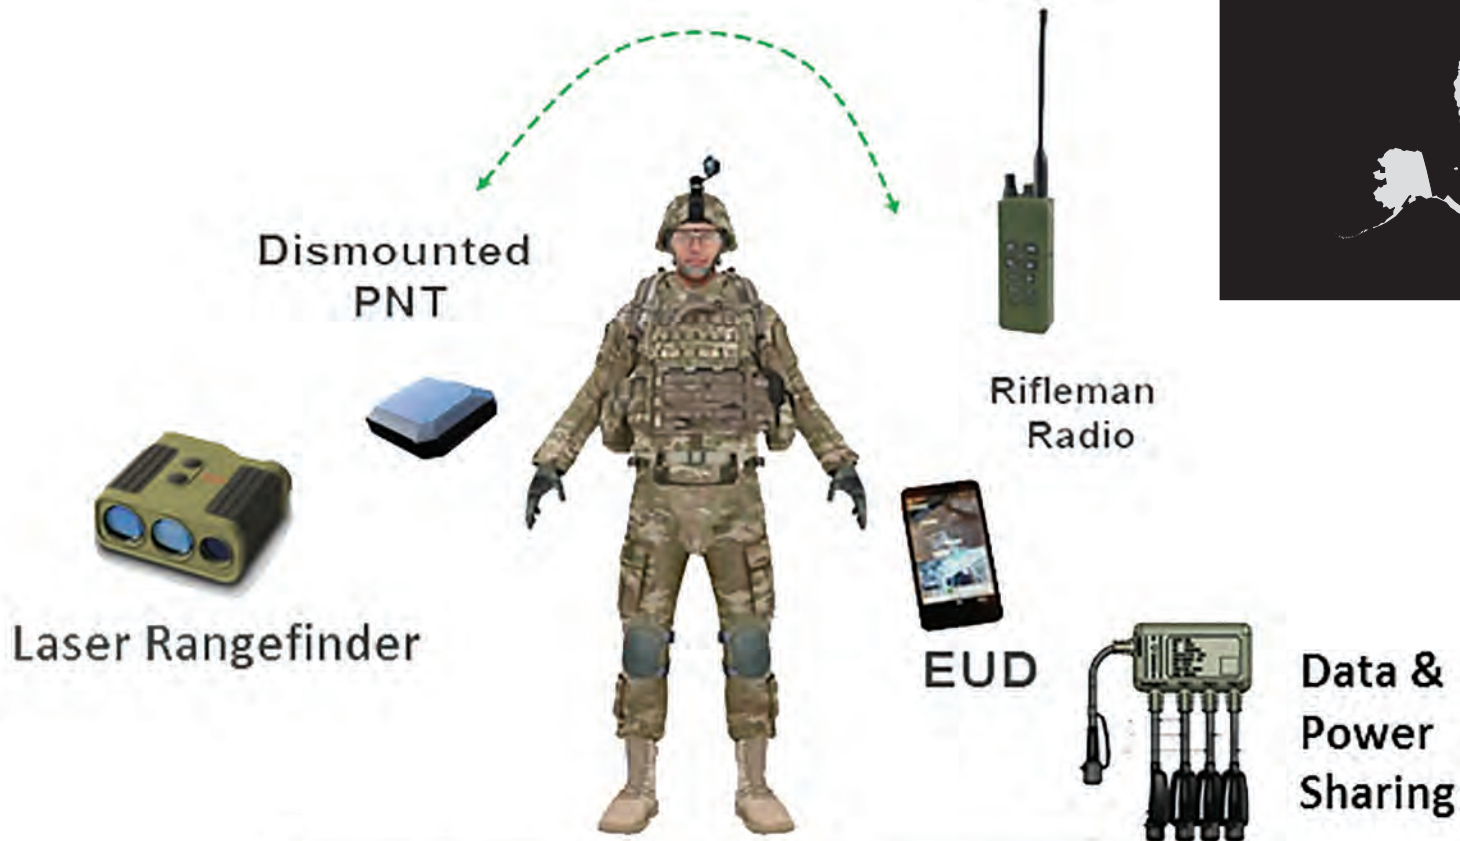 Dismounted
PNT
Rifleman
Radio
Laser Rangefinder
EUD
Data &
Power
Sharing